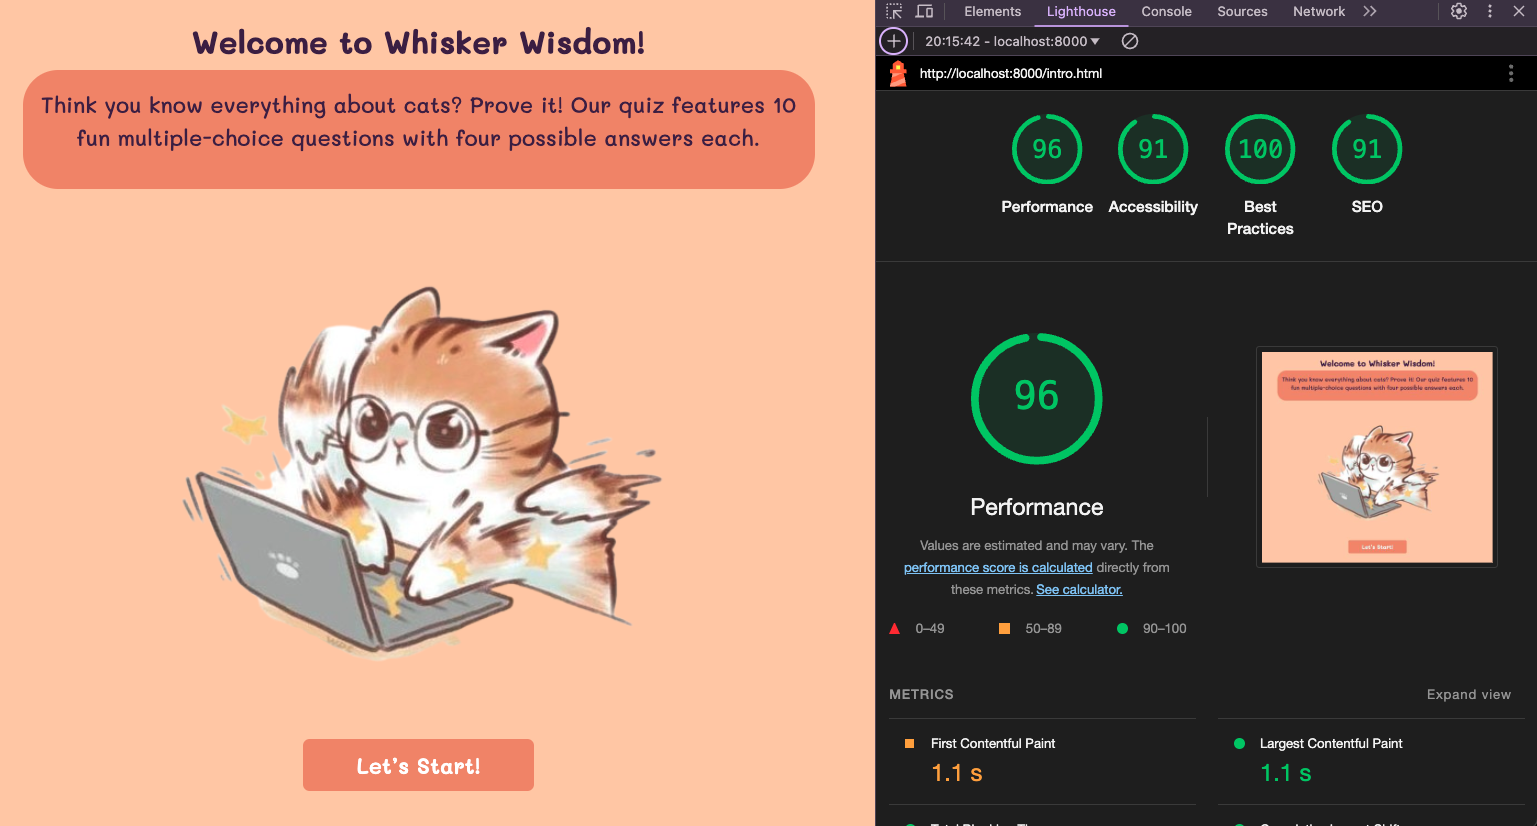 Welcome to Whisker Wisdom!
Think you know everything about cats? Prove it! Our quiz features 10
fun multiple-choice questions with four possible answers each.
Let's Start!
Elements Lighthouse Console Sources Network
20:15:42 - localhost:8000
http://localhost:8000/intro.html
96 91 100 91
Performance Accessibility Best Practices SEO
96
Performance
Values are estimated and may vary. The
performance score is calculated directly from
these metrics. See calculator.
0–49 50–89 90–100
Welcome to Whisker Wisdom!
Think you know everything about cats? Prove it! Our quiz features 10
fun multiple-choice questions with four possible answers each.
Let's Start!
METRICS Expand view
First Contentful Paint Largest Contentful Paint
1.1 s 1.1 s